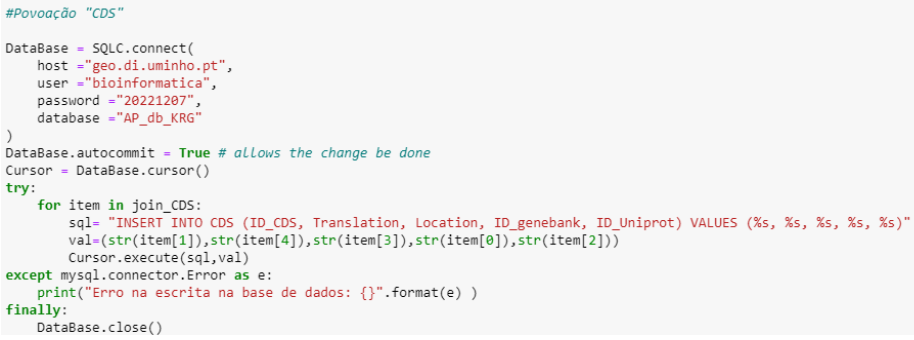 #Povoação "CDS"
DataBase = SQLC.connect(
    host ="geo.di.uminho.pt",
    user ="bioinformatica",
    password ="20221207",
    database ="AP_db_KRG"
)
DataBase.autocommit = True # allows the change be done
Cursor = DataBase.cursor()
try:
    for item in join_CDS:
        sql= "INSERT INTO CDS (ID_CDS, Translation, Location, ID_genebank, ID_Uniprot) VALUES (%s, %s, %s, %s, %s)"
        val=(str(item[1]),str(item[4]),str(item[3]),str(item[0]),str(item[2]))
        Cursor.execute(sql,val)
except mysql.connector.Error as e:
    print("Erro na escrita na base de dados: {}".format(e) )
finally:
    DataBase.close()